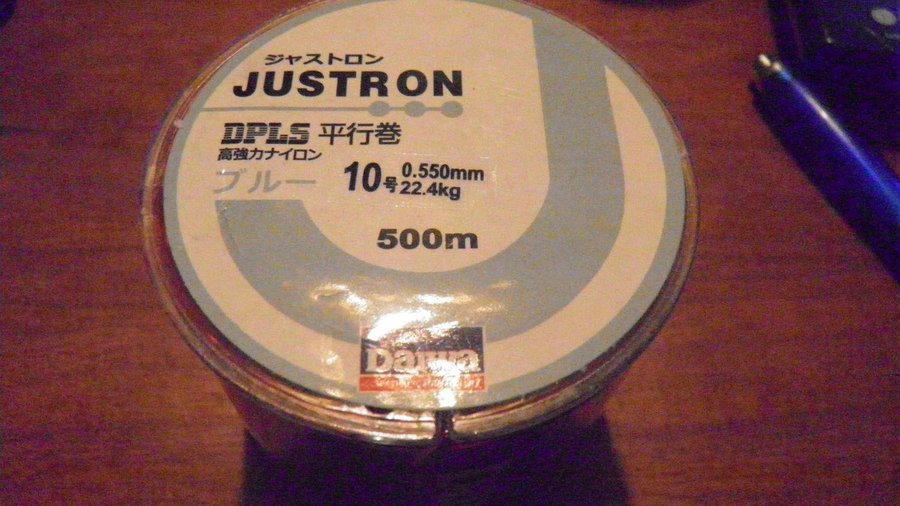 ジャストロン
JUSTRON
DPLS 平行巻
高強力ナイロン
ブルー 10号 0.550mm
22.4kg
500m
Daiwa